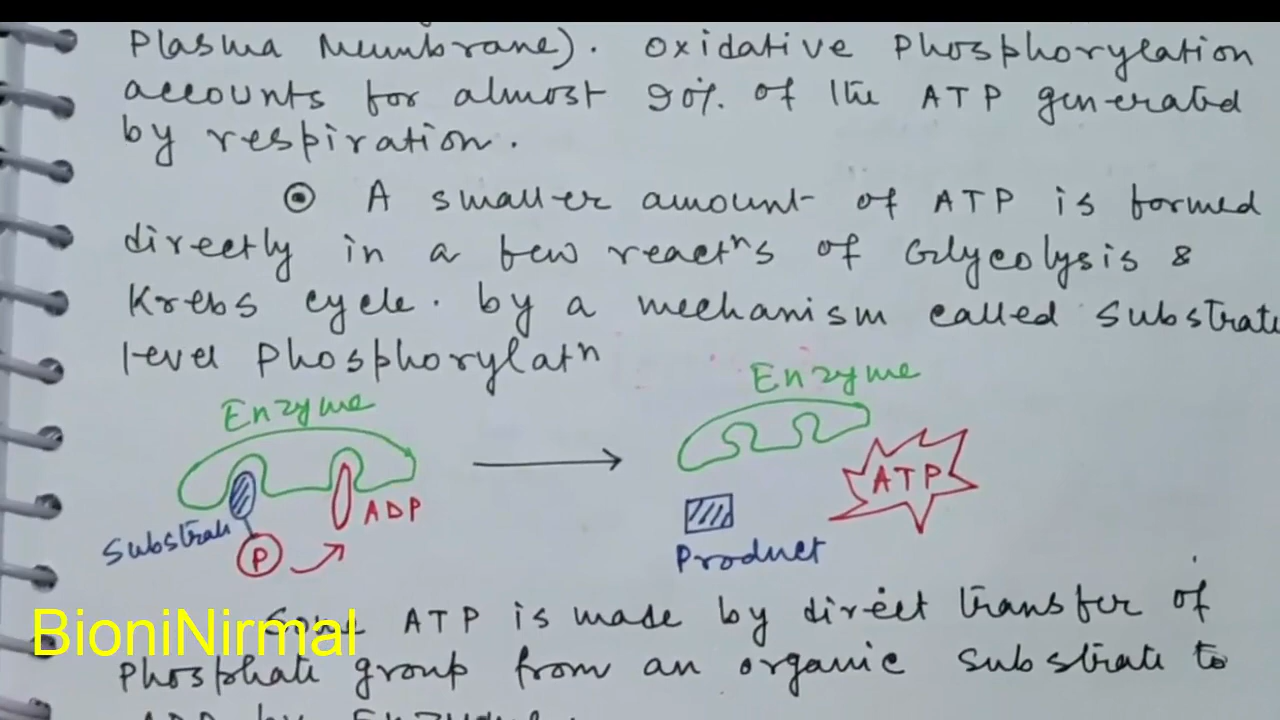 Plasma Membrane). Oxidative Phosphorylation
accounts for almost 90% of the ATP generated
by respiration.
A smaller amount of ATP is formed
directly in a few reactⁿs of Glycolysis &
Krebs cycle. by a mechanism called Substrate
level Phosphorylatⁿ
Enzyme
Enzyme
ADP
ATP
Substrate
P
Product
BioniNirmal
Some ATP is made by direct transfer of
Phosphate group from an organic substrate to